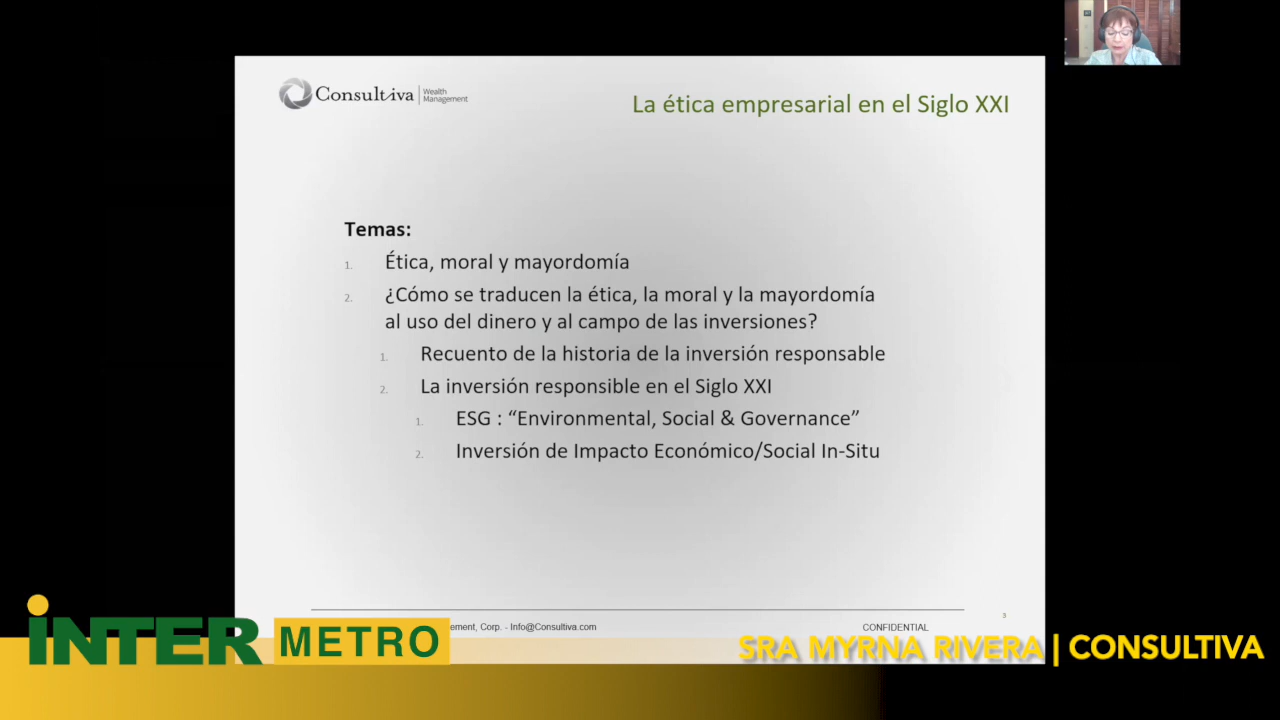 Consultiva
Wealth
Management
La ética empresarial en el Siglo XXI
Temas:
1. Ética, moral y mayordomía
2. ¿Cómo se traducen la ética, la moral y la mayordomía
al uso del dinero y al campo de las inversiones?
1. Recuento de la historia de la inversión responsable
2. La inversión responsible en el Siglo XXI
1. ESG : “Environmental, Social & Governance”
2. Inversión de Impacto Económico/Social In-Situ
3
ement, Corp. - Info@Consultiva.com
CONFIDENTIAL
INTER METRO
SRA MYRNA RIVERA | CONSULTIVA